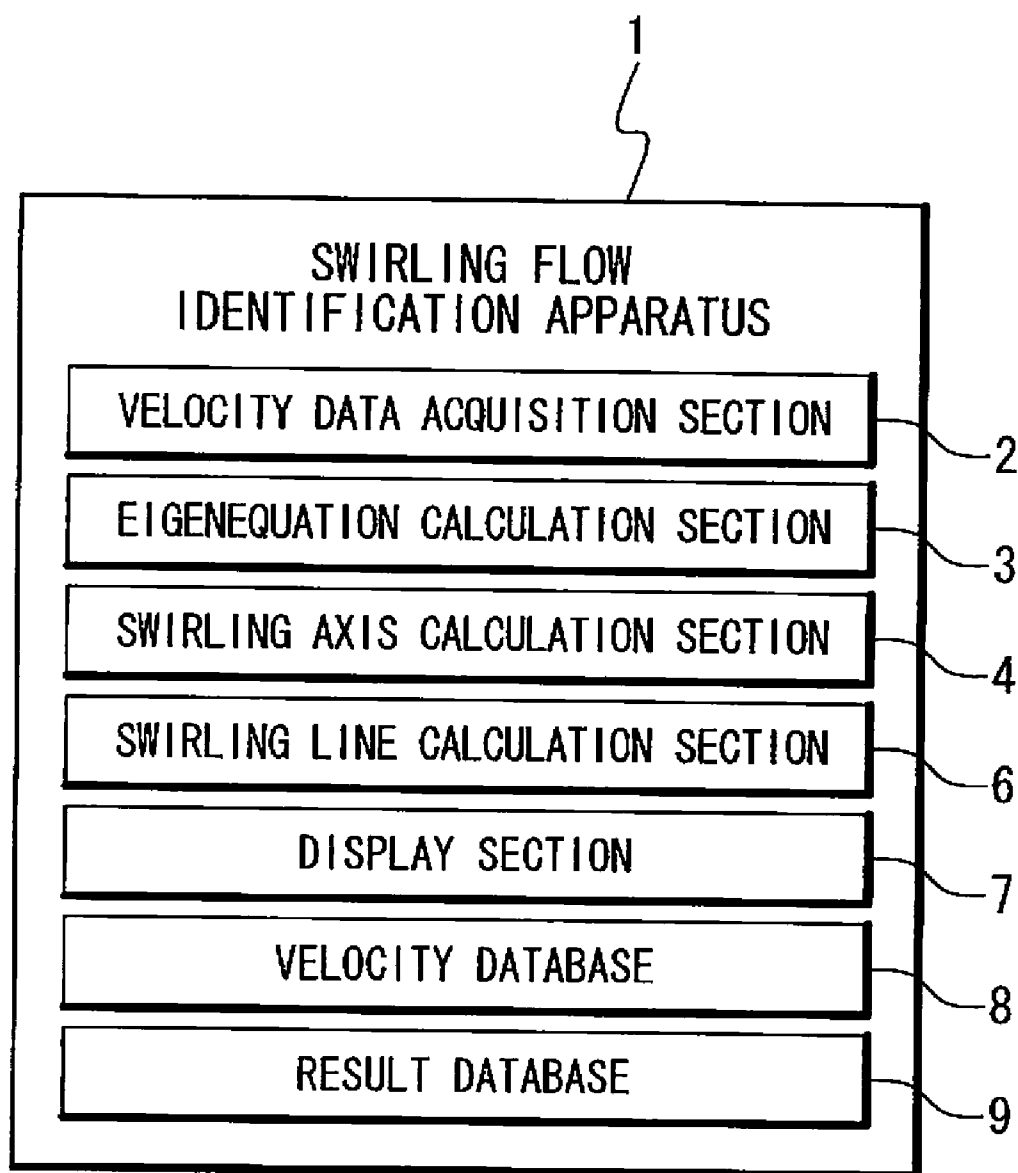 1
SWIRLING FLOW
IDENTIFICATION APPARATUS
VELOCITY DATA ACQUISITION SECTION
2
EIGENEQUATION CALCULATION SECTION
3
SWIRLING AXIS CALCULATION SECTION
4
SWIRLING LINE CALCULATION SECTION
6
DISPLAY SECTION
7
VELOCITY DATABASE
8
RESULT DATABASE
9